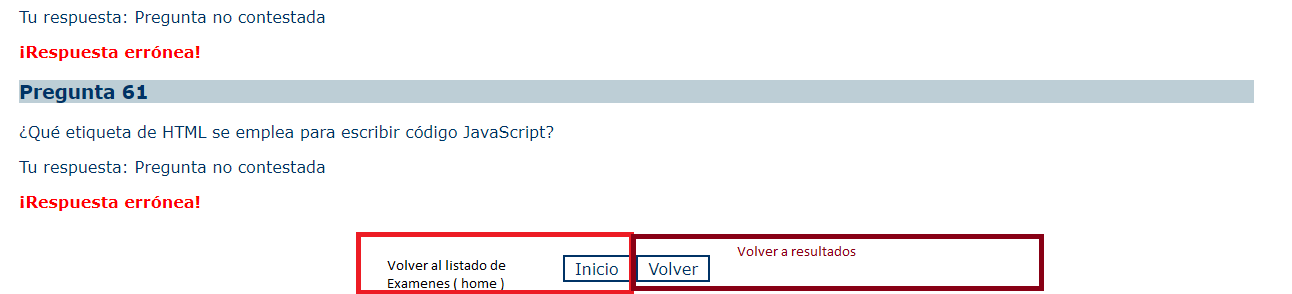 Tu respuesta: Pregunta no contestada
¡Respuesta errónea!
Pregunta 61
¿Qué etiqueta de HTML se emplea para escribir código JavaScript?
Tu respuesta: Pregunta no contestada
¡Respuesta errónea!
Volver al listado de
Examenes ( home )
Inicio
Volver
Volver a resultados